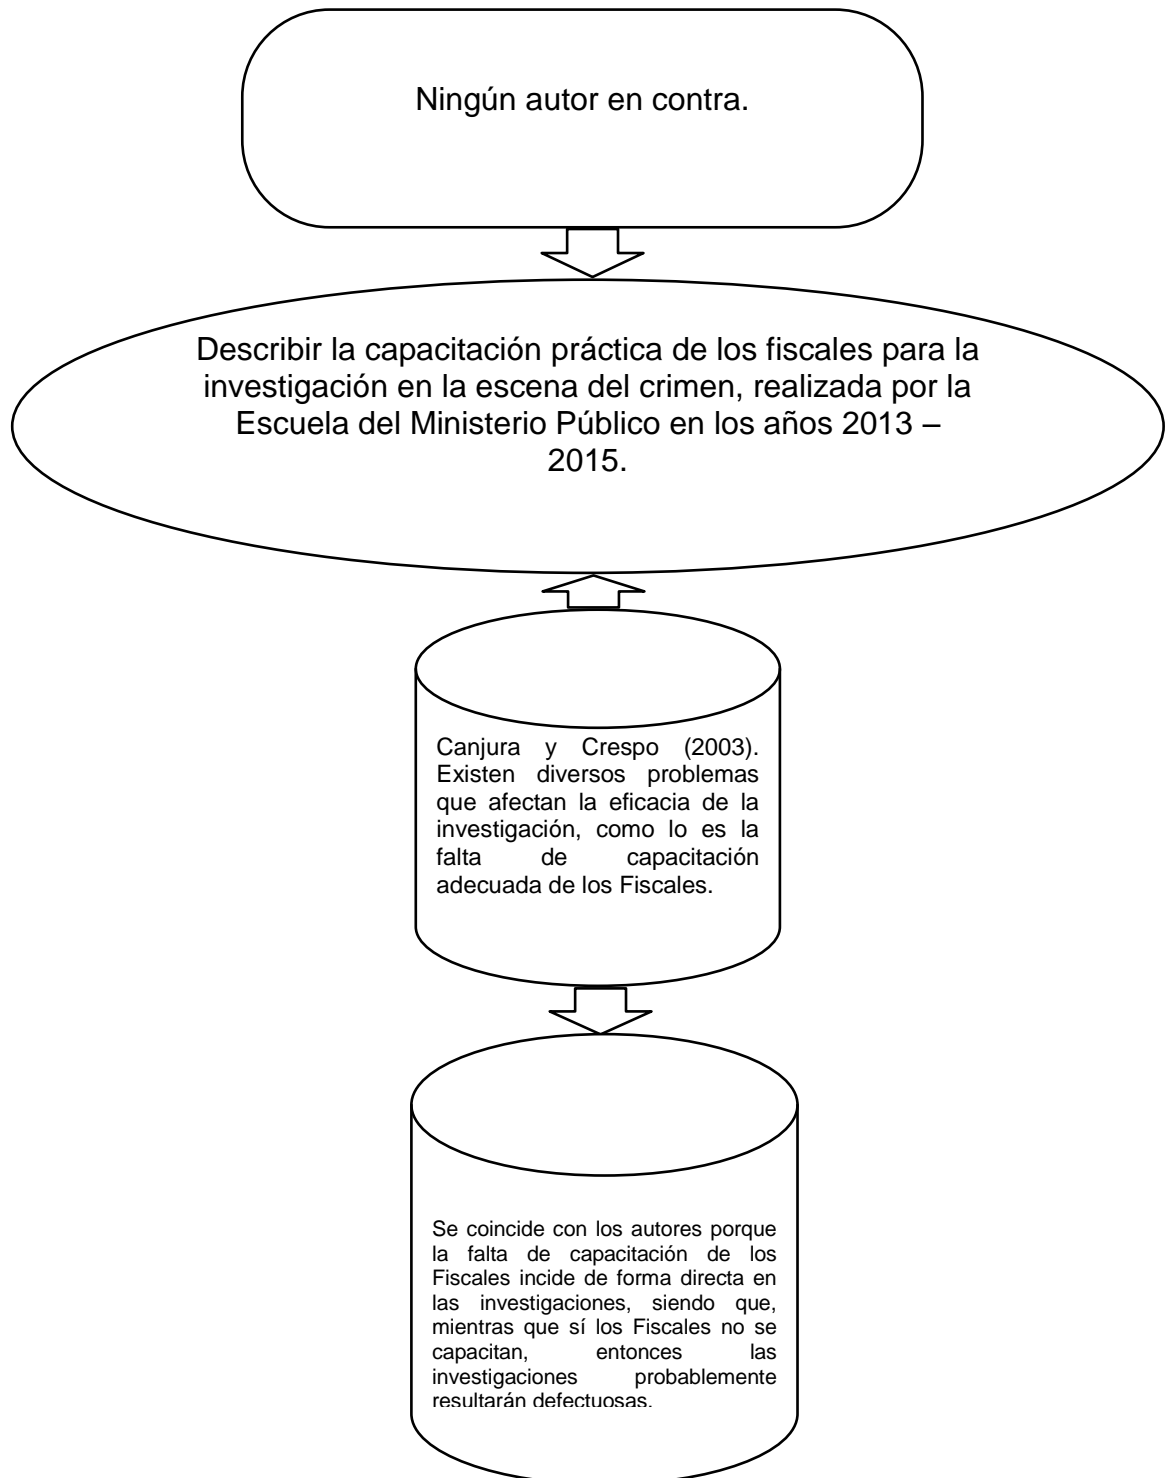 Ningún autor en contra.
Describir la capacitación práctica de los fiscales para la
investigación en la escena del crimen, realizada por la
Escuela del Ministerio Público en los años 2013 –
2015.
Canjura y Crespo (2003).
Existen diversos problemas
que afectan la eficacia de la
investigación, como lo es la
falta de capacitación
adecuada de los Fiscales.
Se coincide con los autores porque
la falta de capacitación de los
Fiscales incide de forma directa en
las investigaciones, siendo que,
mientras que sí los Fiscales no se
capacitan, entonces las
investigaciones probablemente
resultarán defectuosas.